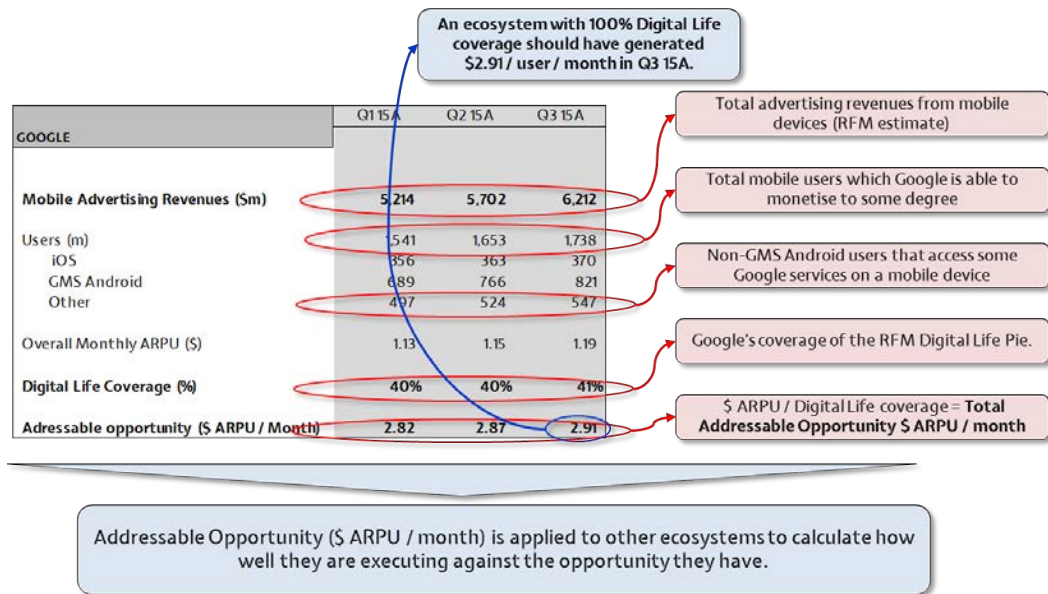 An ecosystem with 100% Digital Life
coverage should have generated
$2.91 / user / month in Q3 15A.
Q1 15A Q2 15A Q3 15A
GOOGLE
Total advertising revenues from mobile
devices (RFM estimate)
Mobile Advertising Revenues ($m) 5,214 5,702 6,212
Total mobile users which Google is able to
monetise to some degree
Users (m) 1,541 1,653 1,738
iOS 356 363 370
GMS Android 689 766 821
Other 497 524 547
Non-GMS Android users that access some
Google services on a mobile device
Overall Monthly ARPU ($) 1.13 1.15 1.19
Google's coverage of the RFM Digital Life Pie.
Digital Life Coverage (%) 40% 40% 41%
Adressable opportunity ($ ARPU / Month) 2.82 2.87 2.91
$ ARPU / Digital Life coverage = Total
Addressable Opportunity $ ARPU / month
Addressable Opportunity ($ ARPU / month) is applied to other ecosystems to calculate how
well they are executing against the opportunity they have.